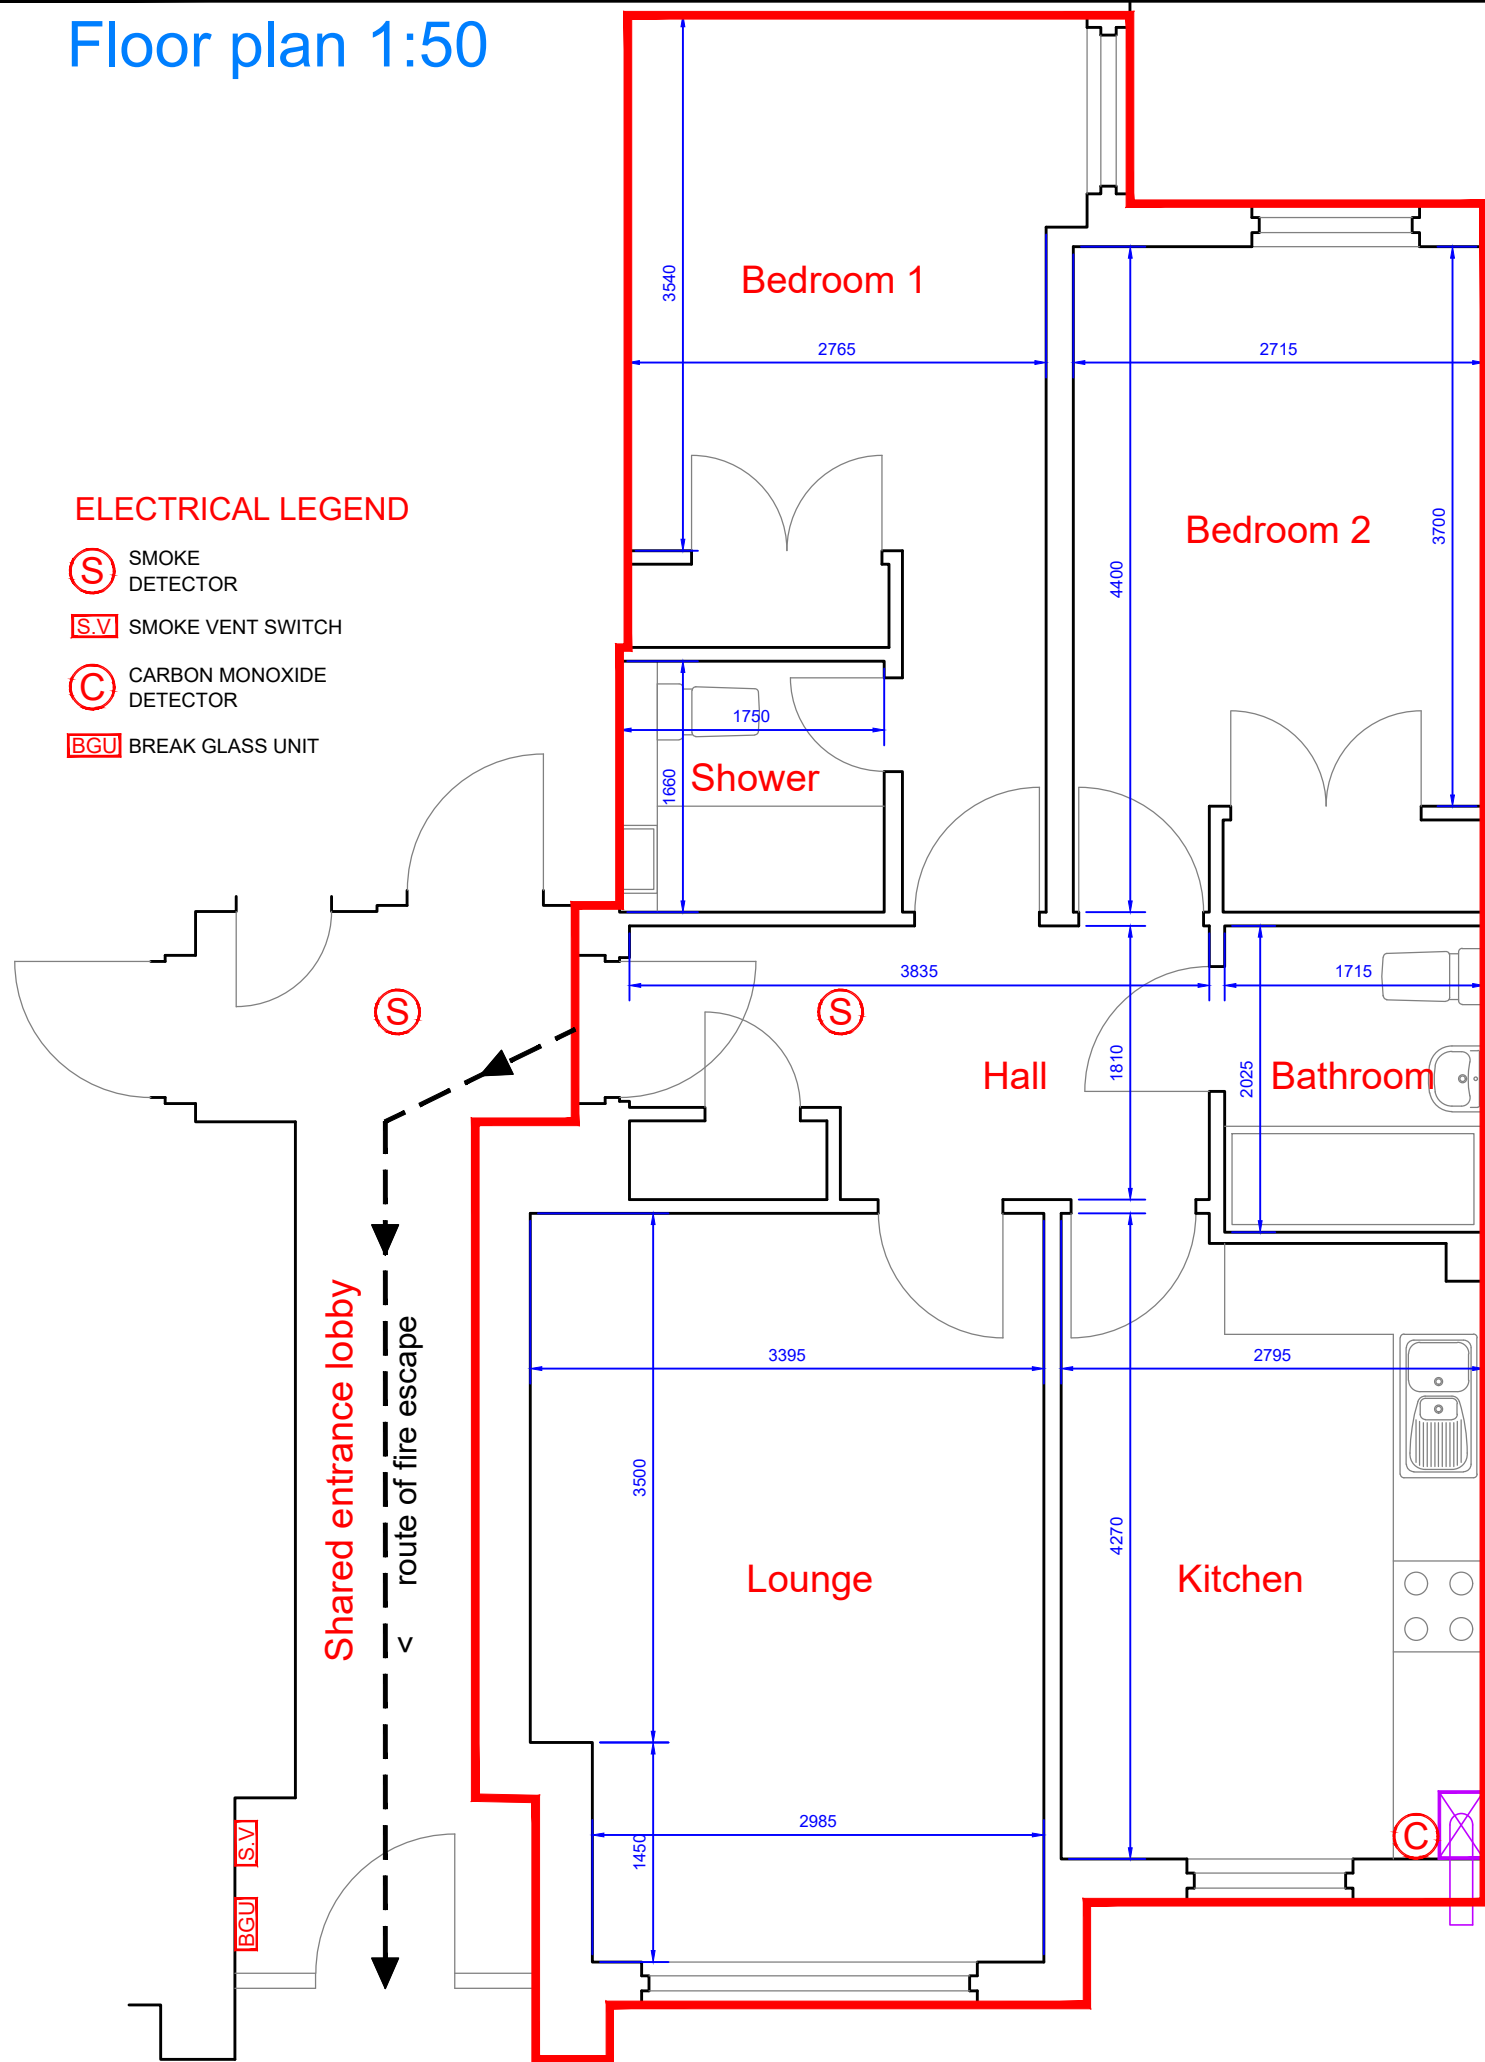 Floor plan 1:50
ELECTRICAL LEGEND
S
SMOKE
DETECTOR
S.V
SMOKE VENT SWITCH
C
CARBON MONOXIDE
DETECTOR
BGU
BREAK GLASS UNIT
Bedroom 1
3540
2765
2715
Bedroom 2
3700
4400
1750
Shower
1660
3835
1715
S
S
Hall
1810
2025
Bathroom
3395
2795
Shared entrance lobby
< route of fire escape
3500
4270
Lounge
Kitchen
2985
1450
C
S.V
BGU